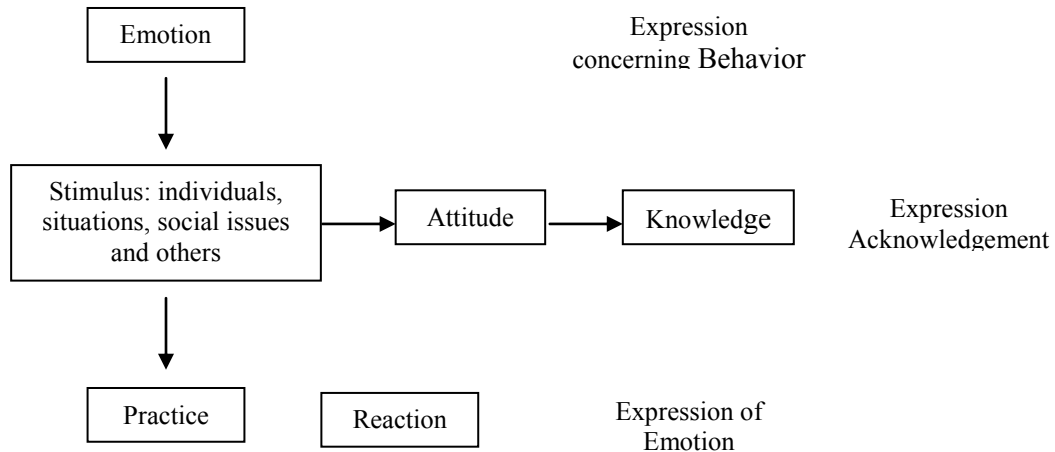 Emotion
Expression
concerning Behavior
Stimulus: individuals,
situations, social issues
and others
Attitude
Knowledge
Expression
Acknowledgement
Practice
Reaction
Expression of
Emotion